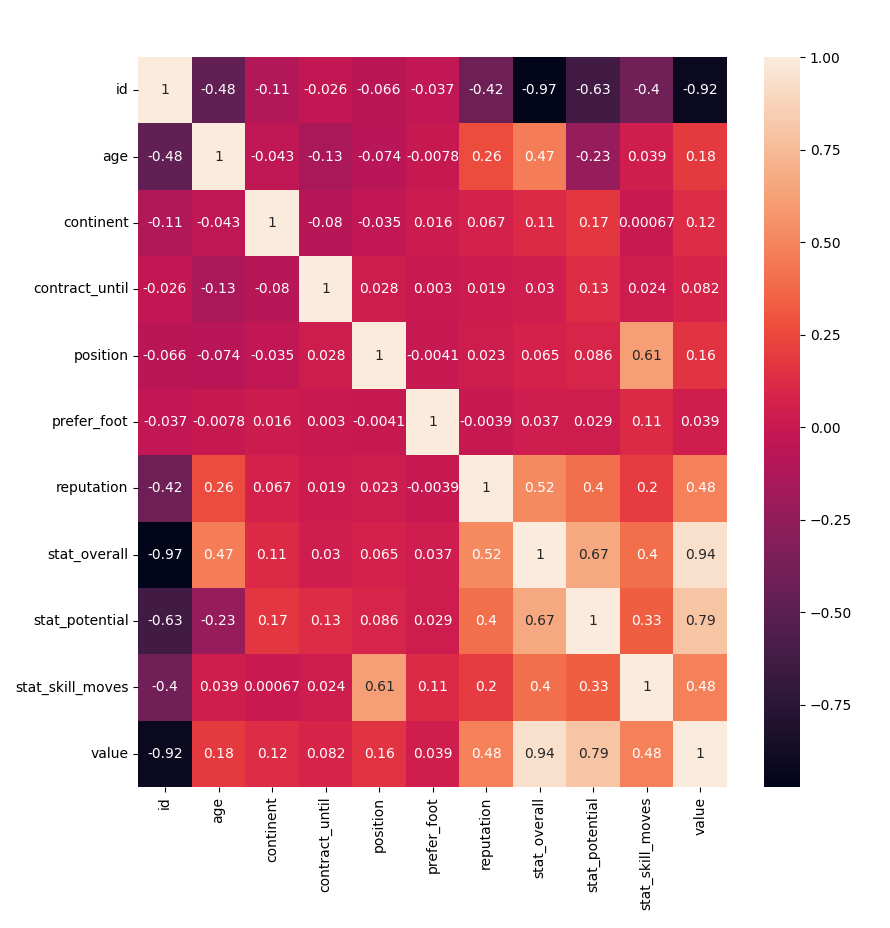 id 1 -0.48 -0.11 -0.026 -0.066 -0.037 -0.42 -0.97 -0.63 -0.4 -0.92
age -0.48 1 -0.043 -0.13 -0.074 -0.0078 0.26 0.47 -0.23 0.039 0.18
continent -0.11 -0.043 1 -0.08 -0.035 0.016 0.067 0.11 0.17 0.00067 0.12
contract_until -0.026 -0.13 -0.08 1 0.028 0.003 0.019 0.03 0.13 0.024 0.082
position -0.066 -0.074 -0.035 0.028 1 -0.0041 0.023 0.065 0.086 0.61 0.16
prefer_foot -0.037 -0.0078 0.016 0.003 -0.0041 1 -0.0039 0.037 0.029 0.11 0.039
reputation -0.42 0.26 0.067 0.019 0.023 -0.0039 1 0.52 0.4 0.2 0.48
stat_overall -0.97 0.47 0.11 0.03 0.065 0.037 0.52 1 0.67 0.4 0.94
stat_potential -0.63 -0.23 0.17 0.13 0.086 0.029 0.4 0.67 1 0.33 0.79
stat_skill_moves -0.4 0.039 0.00067 0.024 0.61 0.11 0.2 0.4 0.33 1 0.48
value -0.92 0.18 0.12 0.082 0.16 0.039 0.48 0.94 0.79 0.48 1
id age continent contract_until position prefer_foot reputation stat_overall stat_potential stat_skill_moves value
1.00
0.75
0.50
0.25
0.00
−0.25
−0.50
−0.75